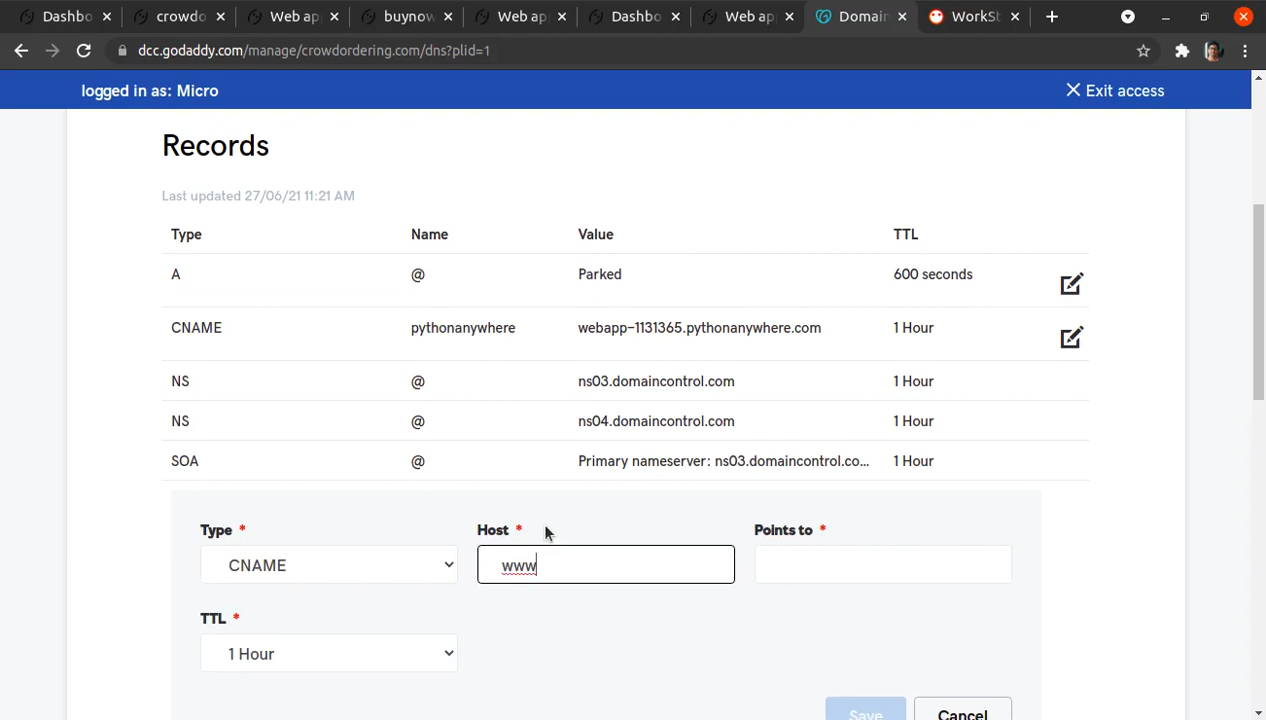 Dashbo
crowdo
Web ap
buynow
Web ap
Dashbo
Web ap
Domain
WorkSt
dcc.godaddy.com/manage/crowdordering.com/dns?plid=1
logged in as: Micro
Exit access
Records
Last updated 27/06/21 11:21 AM
Type Name Value TTL
A @ Parked 600 seconds
CNAME pythonanywhere webapp-1131365.pythonanywhere.com 1 Hour
NS @ ns03.domaincontrol.com 1 Hour
NS @ ns04.domaincontrol.com 1 Hour
SOA @ Primary nameserver: ns03.domaincontrol.co... 1 Hour
Type * Host * Points to *
CNAME www
TTL *
1 Hour
Save Cancel